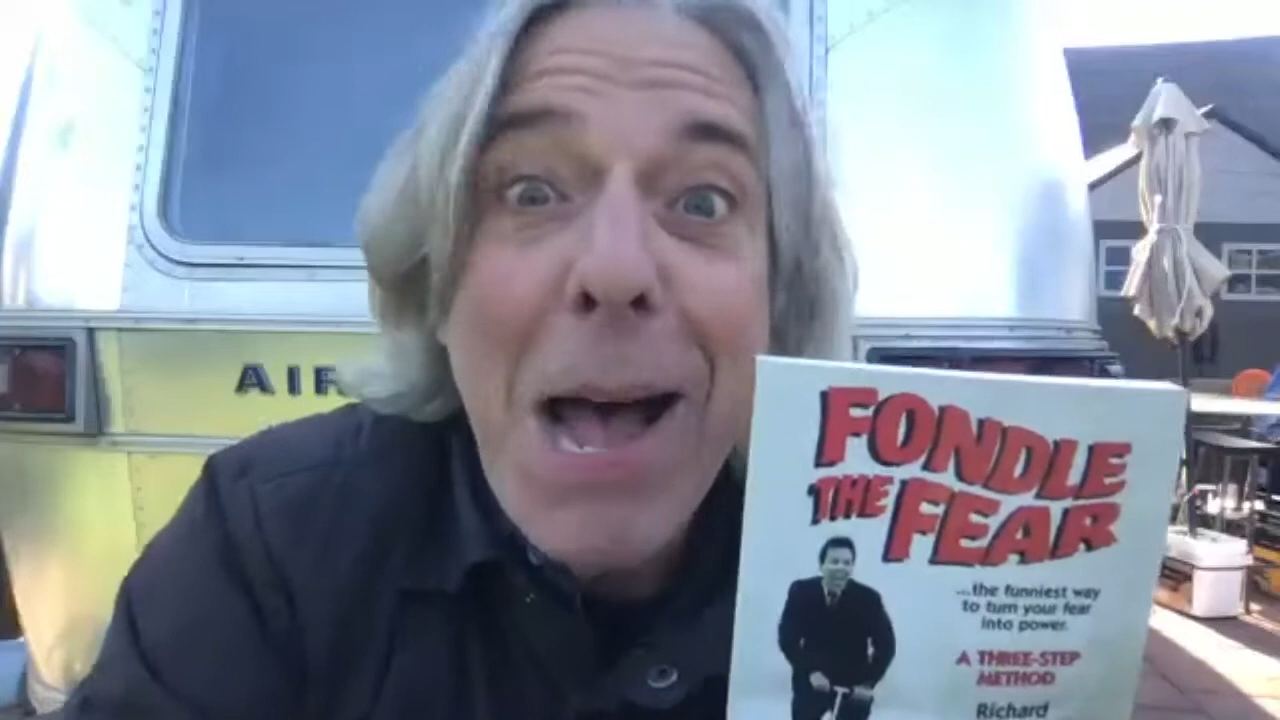 AIR
FONDLE
THE FEAR
...the funniest way
to turn your fear
into power.
A THREE-STEP
METHOD
Richard